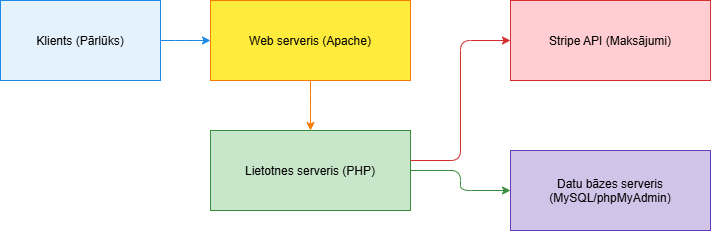 Klients (Pārlūks)
Web serveris (Apache)
Stripe API (Maksājumi)
Lietotnes serveris (PHP)
Datu bāzes serveris
(MySQL/phpMyAdmin)